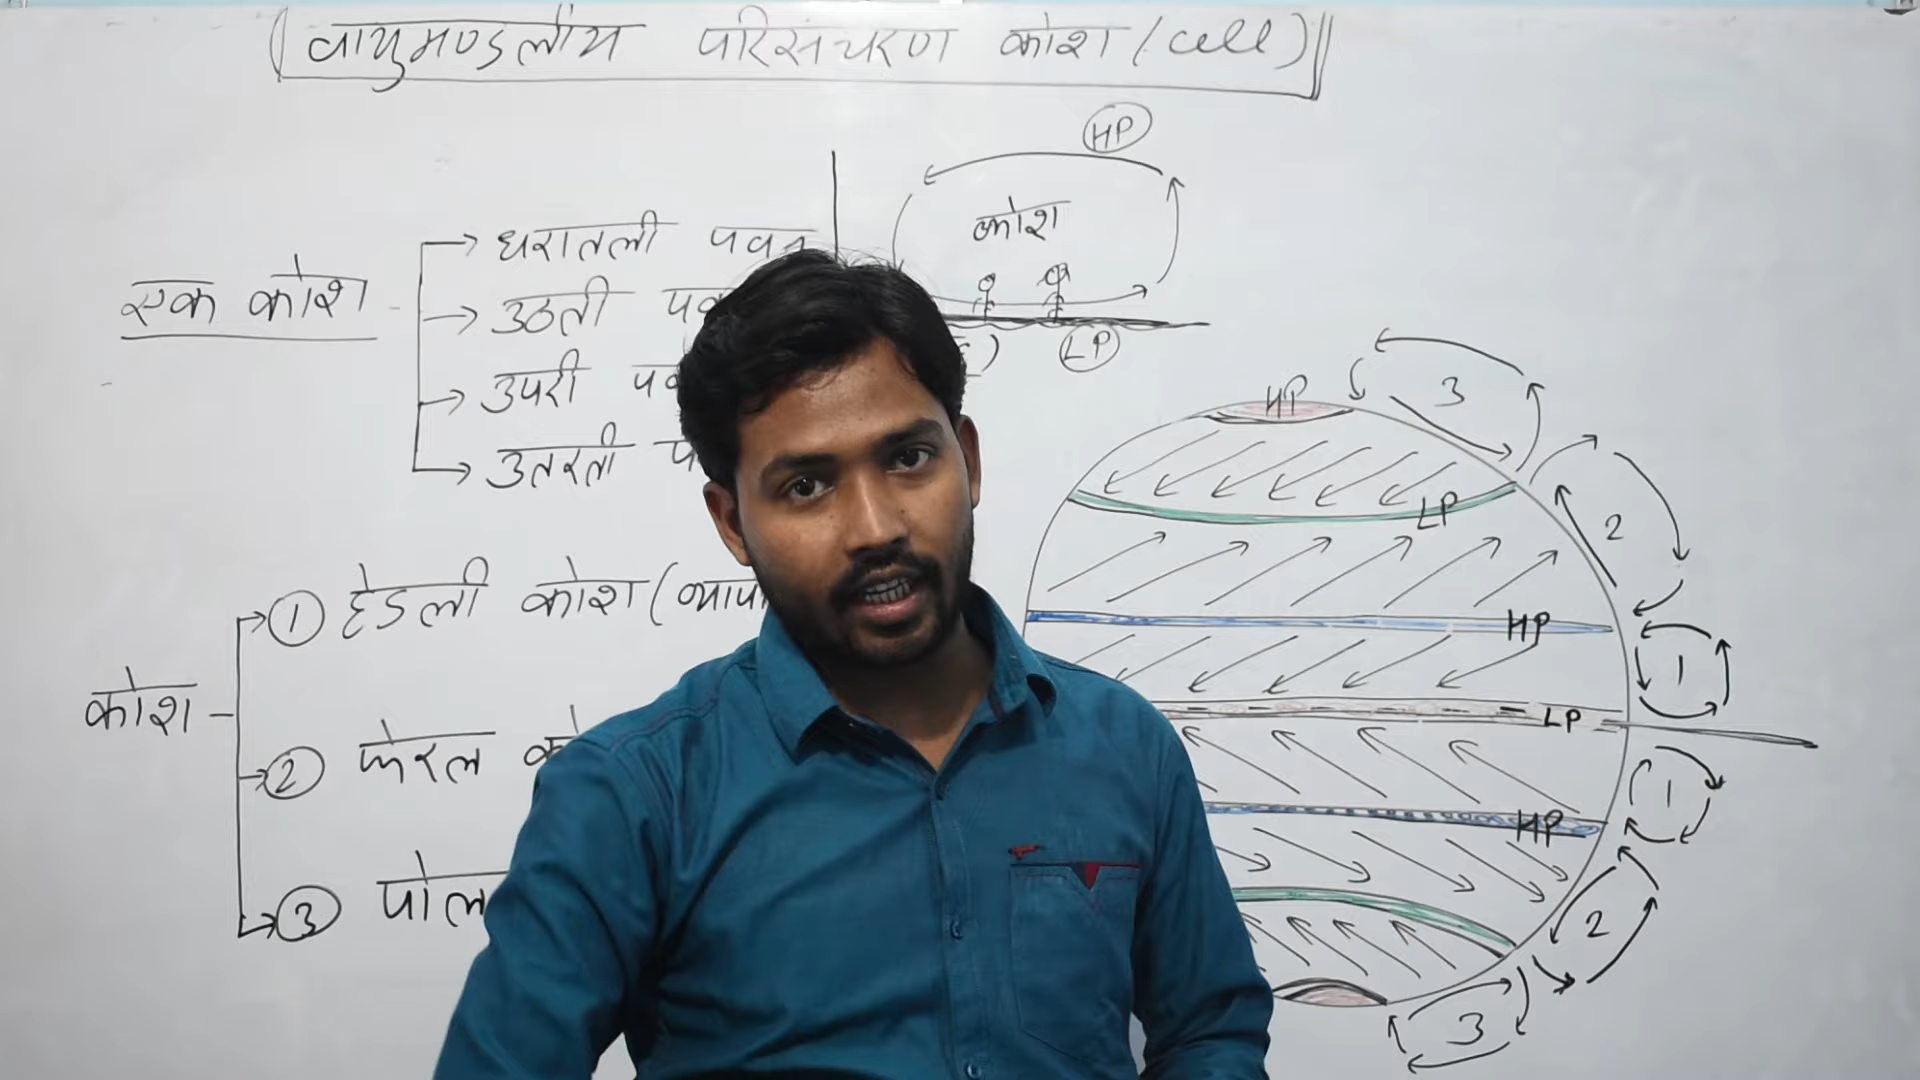 वायुमण्डलीय परिसंचरण कोश / cell
HP
कोश
एक कोश
धरातली पवन
उठती
उपरी
उतरती
LP
HP
3
LP
2
HP
1
LP
1
HP
2
3
कोश
① हेडली कोश
② फेरल
③